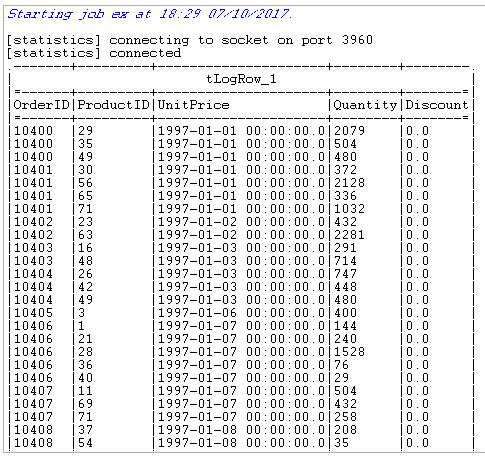 Starting job ex at 18:29 07/10/2017.
[statistics] connecting to socket on port 3960
[statistics] connected
.-------+---------+---------------------+--------+--------.
|                       tLogRow_1                         |
|=------+---------+---------------------+--------+-------=|
|OrderID|ProductID|UnitPrice            |Quantity|Discount|
|=------+---------+---------------------+--------+-------=|
|10400  |29       |1997-01-01 00:00:00.0|2079    |0.0     |
|10400  |35       |1997-01-01 00:00:00.0|504     |0.0     |
|10400  |49       |1997-01-01 00:00:00.0|480     |0.0     |
|10401  |30       |1997-01-01 00:00:00.0|372     |0.0     |
|10401  |56       |1997-01-01 00:00:00.0|2128    |0.0     |
|10401  |65       |1997-01-01 00:00:00.0|336     |0.0     |
|10401  |71       |1997-01-01 00:00:00.0|1032    |0.0     |
|10402  |23       |1997-01-02 00:00:00.0|432     |0.0     |
|10402  |63       |1997-01-02 00:00:00.0|2281    |0.0     |
|10403  |16       |1997-01-03 00:00:00.0|291     |0.0     |
|10403  |48       |1997-01-03 00:00:00.0|714     |0.0     |
|10404  |26       |1997-01-03 00:00:00.0|747     |0.0     |
|10404  |42       |1997-01-03 00:00:00.0|448     |0.0     |
|10404  |49       |1997-01-03 00:00:00.0|480     |0.0     |
|10405  |3        |1997-01-06 00:00:00.0|400     |0.0     |
|10406  |1        |1997-01-07 00:00:00.0|144     |0.0     |
|10406  |21       |1997-01-07 00:00:00.0|240     |0.0     |
|10406  |28       |1997-01-07 00:00:00.0|1528    |0.0     |
|10406  |36       |1997-01-07 00:00:00.0|76      |0.0     |
|10406  |40       |1997-01-07 00:00:00.0|29      |0.0     |
|10407  |11       |1997-01-07 00:00:00.0|504     |0.0     |
|10407  |69       |1997-01-07 00:00:00.0|432     |0.0     |
|10407  |71       |1997-01-07 00:00:00.0|258     |0.0     |
|10408  |37       |1997-01-08 00:00:00.0|208     |0.0     |
|10408  |54       |1997-01-08 00:00:00.0|35      |0.0     |